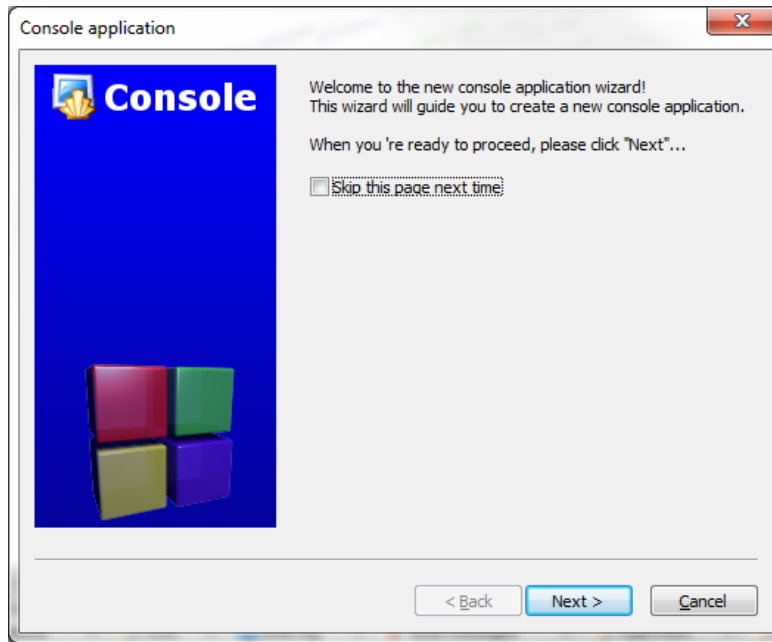 Console application
Console
Welcome to the new console application wizard!
This wizard will guide you to create a new console application.
When you 're ready to proceed, please click "Next"...
Skip this page next time
< Back
Next >
Cancel